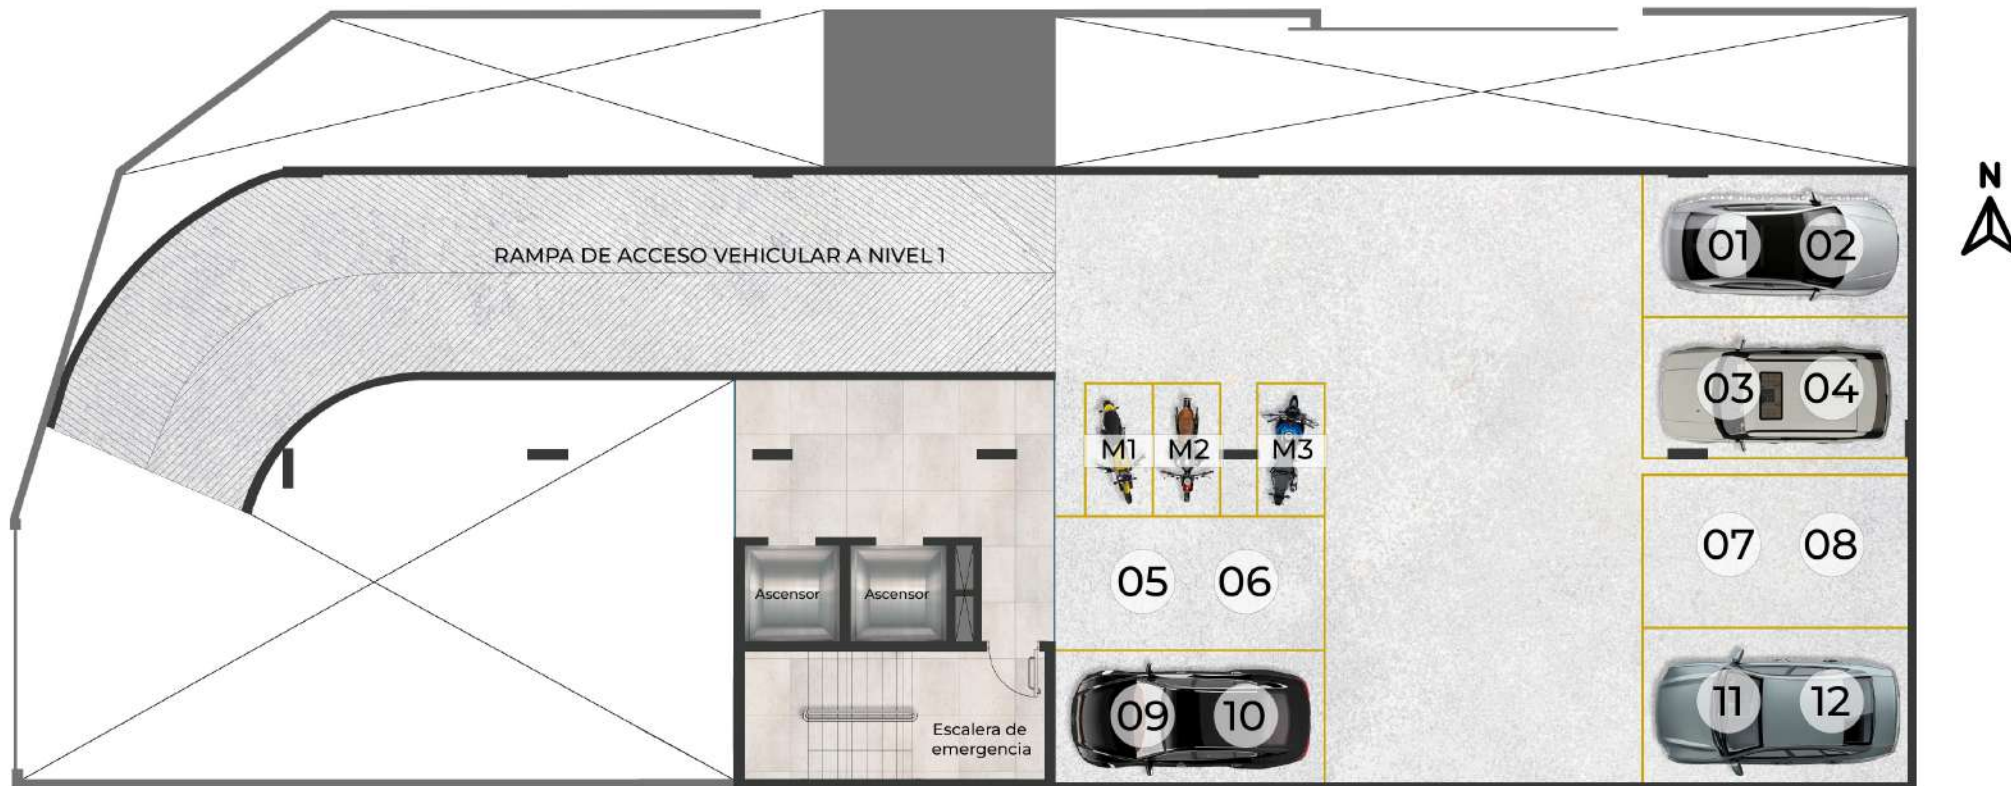 N
RAMPA DE ACCESO VEHICULAR A NIVEL 1
01 02
03 04
M1 M2 M3
07 08
05 06
Ascensor Ascensor
11 12
09 10
Escalera de
emergencia